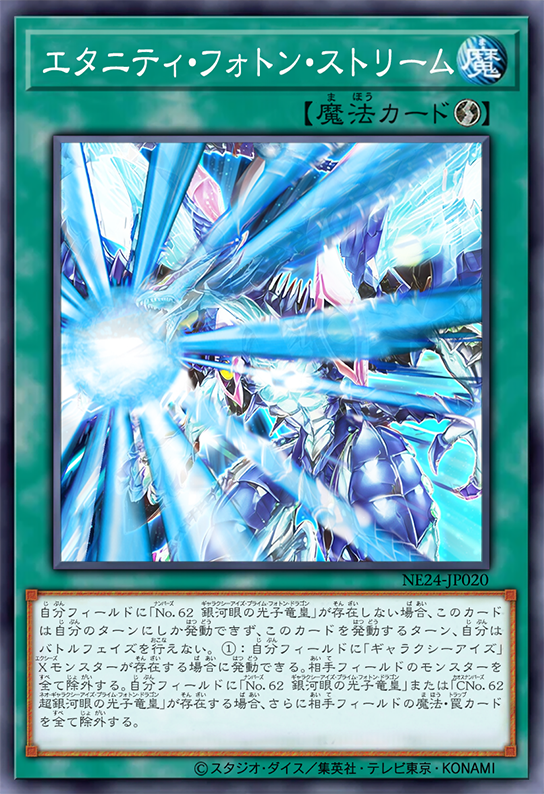 エタニティ・フォトン・ストリーム 魔
【魔法カード】
NE24-JP020
自分フィールドに「No.62 銀河眼の光子竜皇」が存在しない場合、このカード
は自分のターンにしか発動できず、このカードを発動するターン、自分は
バトルフェイズを行えない。①：自分フィールドに「ギャラクシーアイズ」
Xモンスターが存在する場合に発動できる。相手フィールドのモンスターを
全て除外する。自分フィールドに「No.62 銀河眼の光子竜皇」または「CNo.62
超銀河眼の光子竜皇」が存在する場合、さらに相手フィールドの魔法・罠カード
を全て除外する。
©スタジオ・ダイス／集英社・テレビ東京・KONAMI